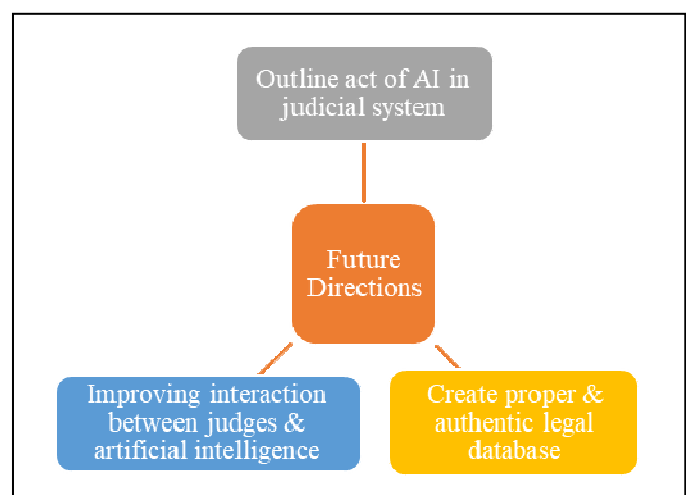 Outline act of AI in
judicial system
Future
Directions
Improving interaction
between judges &
artificial intelligence
Create proper &
authentic legal
database